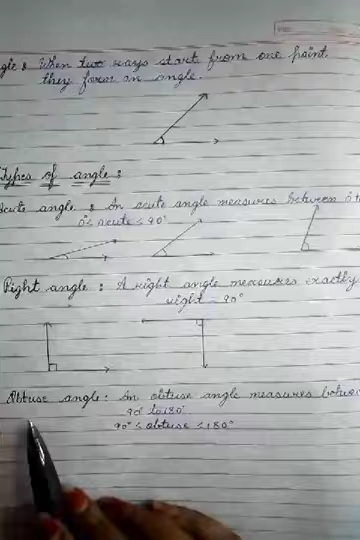 gle : When two rays start from one point
they form an angle.
Types of angle :
Acute angle : An acute angle measures between 0 t
0° ≤ acute ≤ 90°
Right angle : A right angle measures exactly
right = 90°
Obtuse angle : An obtuse angle measures betwe
90° to 180°
90° ≤ obtuse ≤ 180°